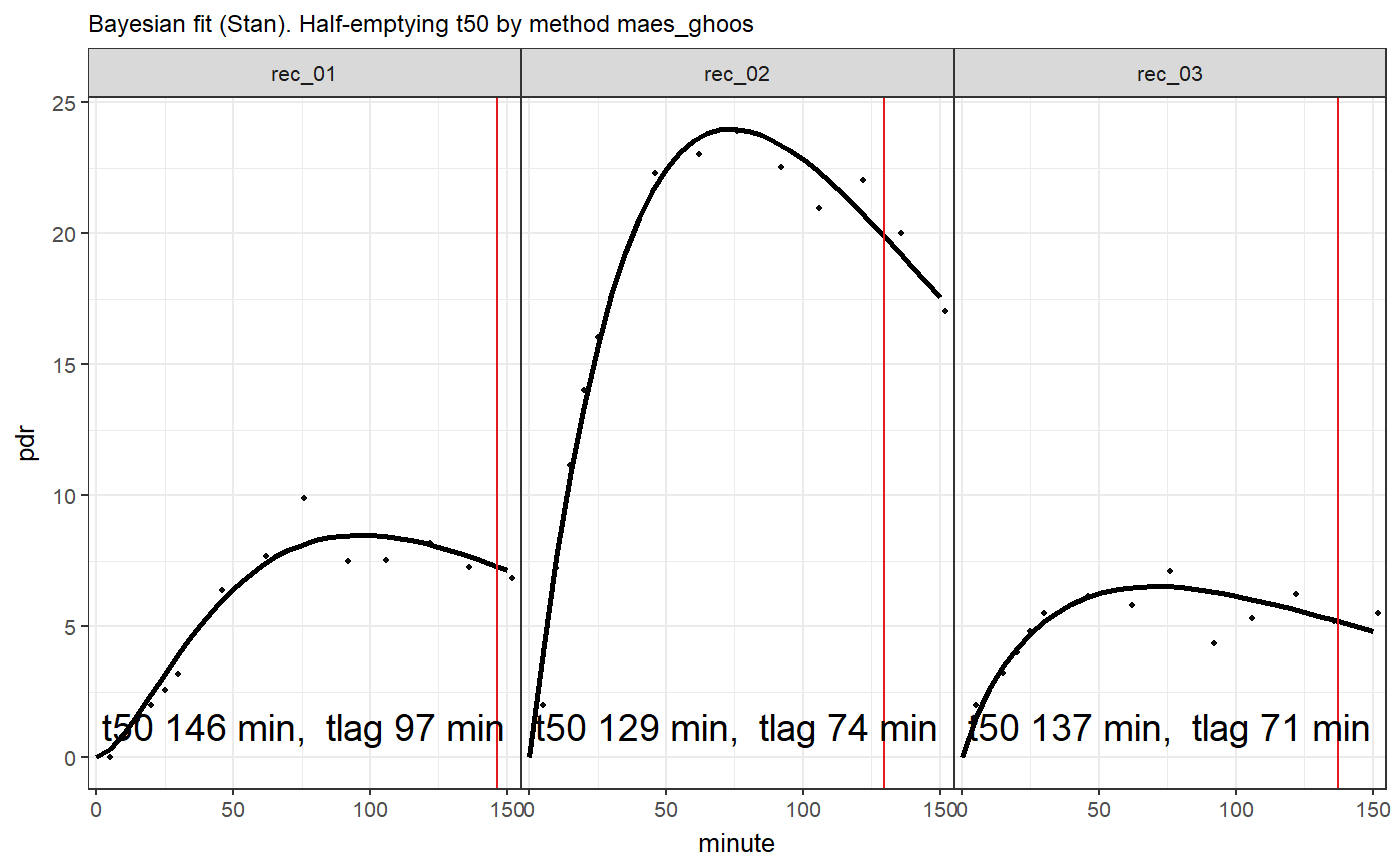 Bayesian fit (Stan). Half-emptying t50 by method maes_ghoos
rec_01
rec_02
rec_03
pdr
25
20
15
10
5
0
t50 146 min, tlag 97 min
t50 129 min, tlag 74 min
t50 137 min, tlag 71 min
0 50 100 150
0 50 100 150
0 50 100 150
minute